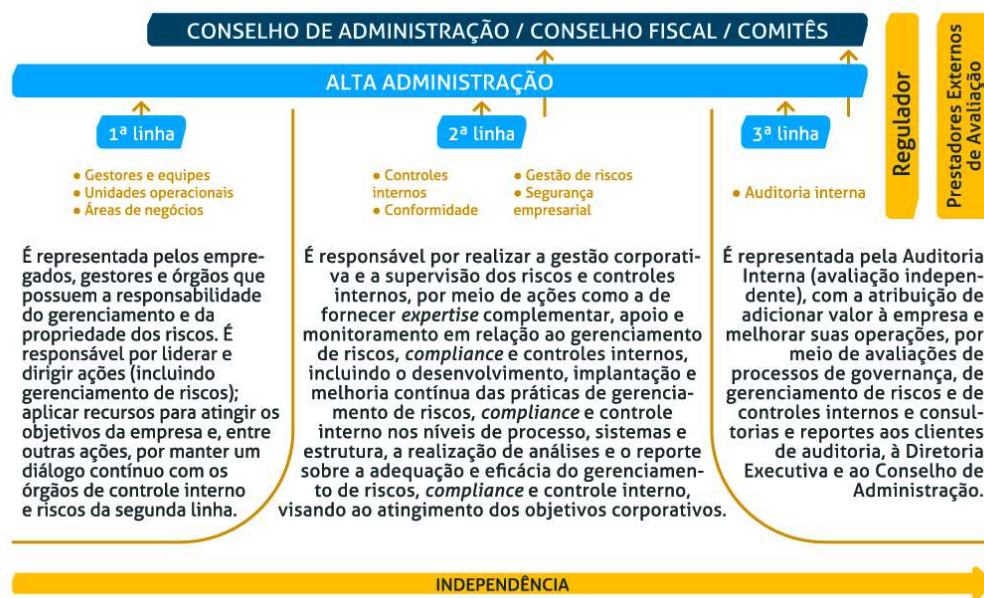 CONSELHO DE ADMINISTRAÇÃO / CONSELHO FISCAL / COMITÊS
ALTA ADMINISTRAÇÃO
Regulador
Prestadores Externos
de Avaliação
1ª linha
● Gestores e equipes
● Unidades operacionais
● Áreas de negócios
É representada pelos empre-
gados, gestores e órgãos que
possuem a responsabilidade
do gerenciamento e da
propriedade dos riscos. É
responsável por liderar e
dirigir ações (incluindo
gerenciamento de riscos);
aplicar recursos para atingir os
objetivos da empresa e, entre
outras ações, por manter um
diálogo contínuo com os
órgãos de controle interno
e riscos da segunda linha.
2ª linha
● Controles
internos
● Conformidade
● Gestão de riscos
● Segurança
empresarial
É responsável por realizar a gestão corporati-
va e a supervisão dos riscos e controles
internos, por meio de ações como a de
fornecer expertise complementar, apoio e
monitoramento em relação ao gerenciamento
de riscos, compliance e controles internos,
incluindo o desenvolvimento, implantação e
melhoria contínua das práticas de gerencia-
mento de riscos, compliance e controle
interno nos níveis de processo, sistemas e
estrutura, a realização de análises e o reporte
sobre a adequação e eficácia do gerenciamen-
to de riscos, compliance e controle interno,
visando ao atingimento dos objetivos corporativos.
3ª linha
● Auditoria interna
É representada pela Auditoria
Interna (avaliação indepen-
dente), com a atribuição de
adicionar valor à empresa e
melhorar suas operações, por
meio de avaliações de
processos de governança, de
gerenciamento de riscos e de
controles internos e consul-
torias e reportes aos clientes
de auditoria, à Diretoria
Executiva e ao Conselho de
Administração.
INDEPENDÊNCIA